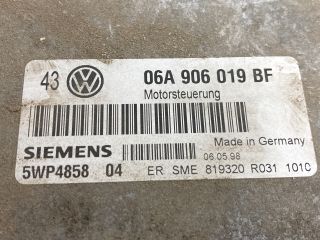 43 06A 906 019 BF
Motorsteuerung
SIEMENS
Made in Germany
06.05.98
5WP4858 04 ER SME 819320 R031 101C